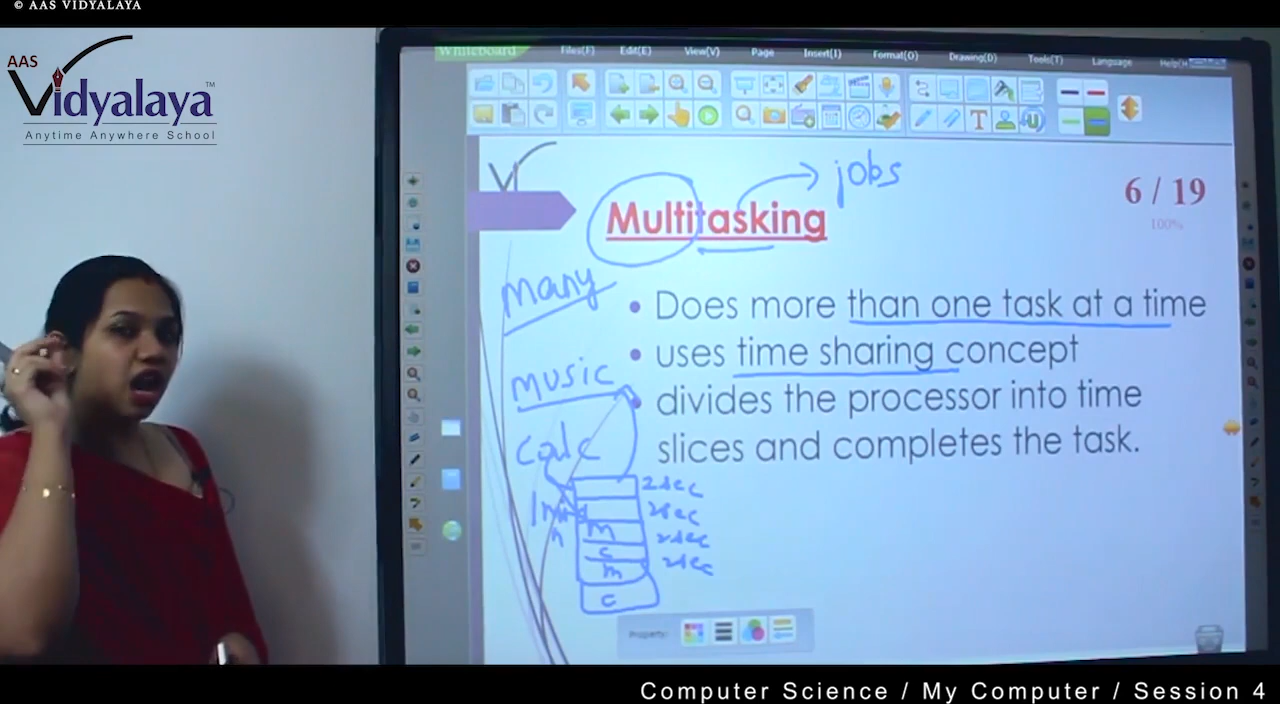 © AAS VIDYALAYA
AAS
Vidyalaya™
Anytime Anywhere School
Whiteboard
Files(F) Edit(E) View(V) Page Insert(I) Format(O) Drawing(D) Tools(T) Language
jobs
Multitasking
6 / 19
100%
many
• Does more than one task at a time
• uses time sharing concept
music
• divides the processor into time
slices and completes the task.
calc
2sec
2sec
m
2sec
c
2sec
m
c
Property:
Computer Science / My Computer / Session 4